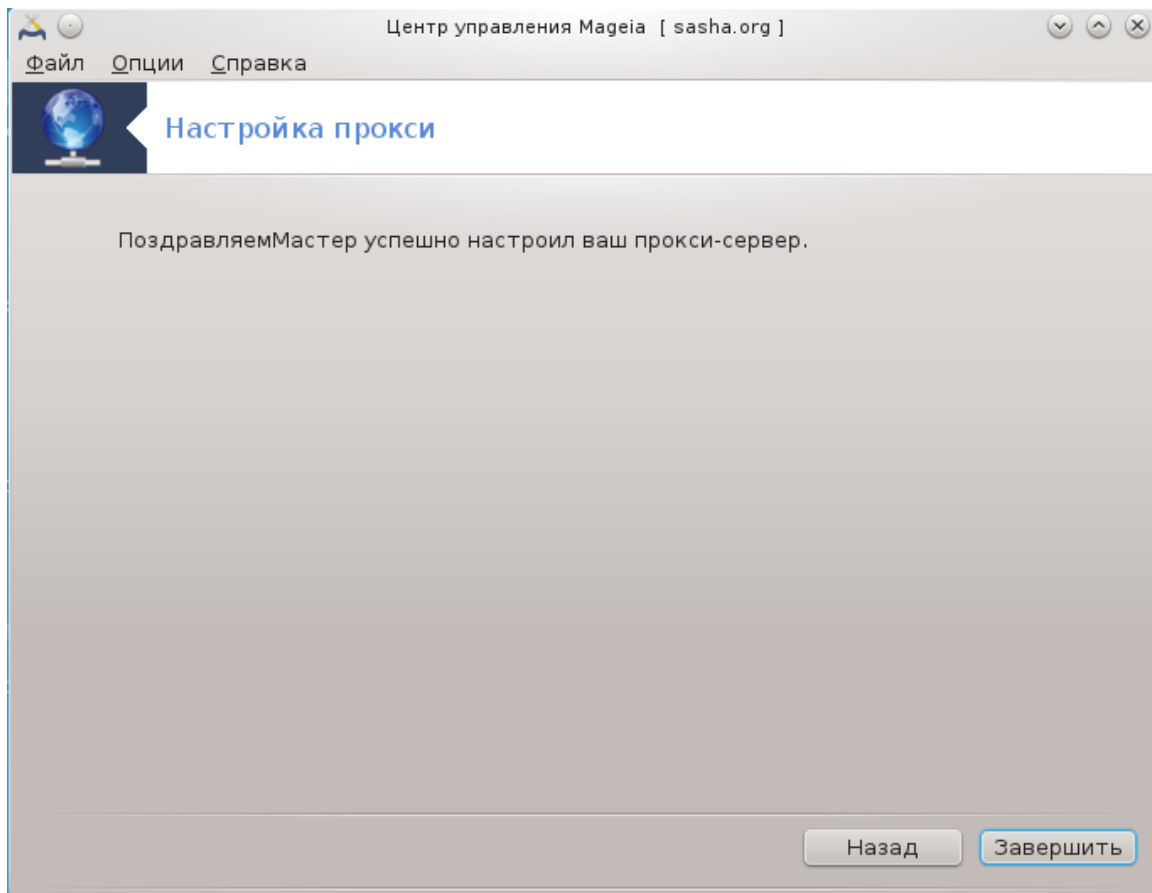 Центр управления Mageia [ sasha.org ]
Файл Опции Справка
Настройка прокси
ПоздравляемМастер успешно настроил ваш прокси-сервер.
Назад Завершить